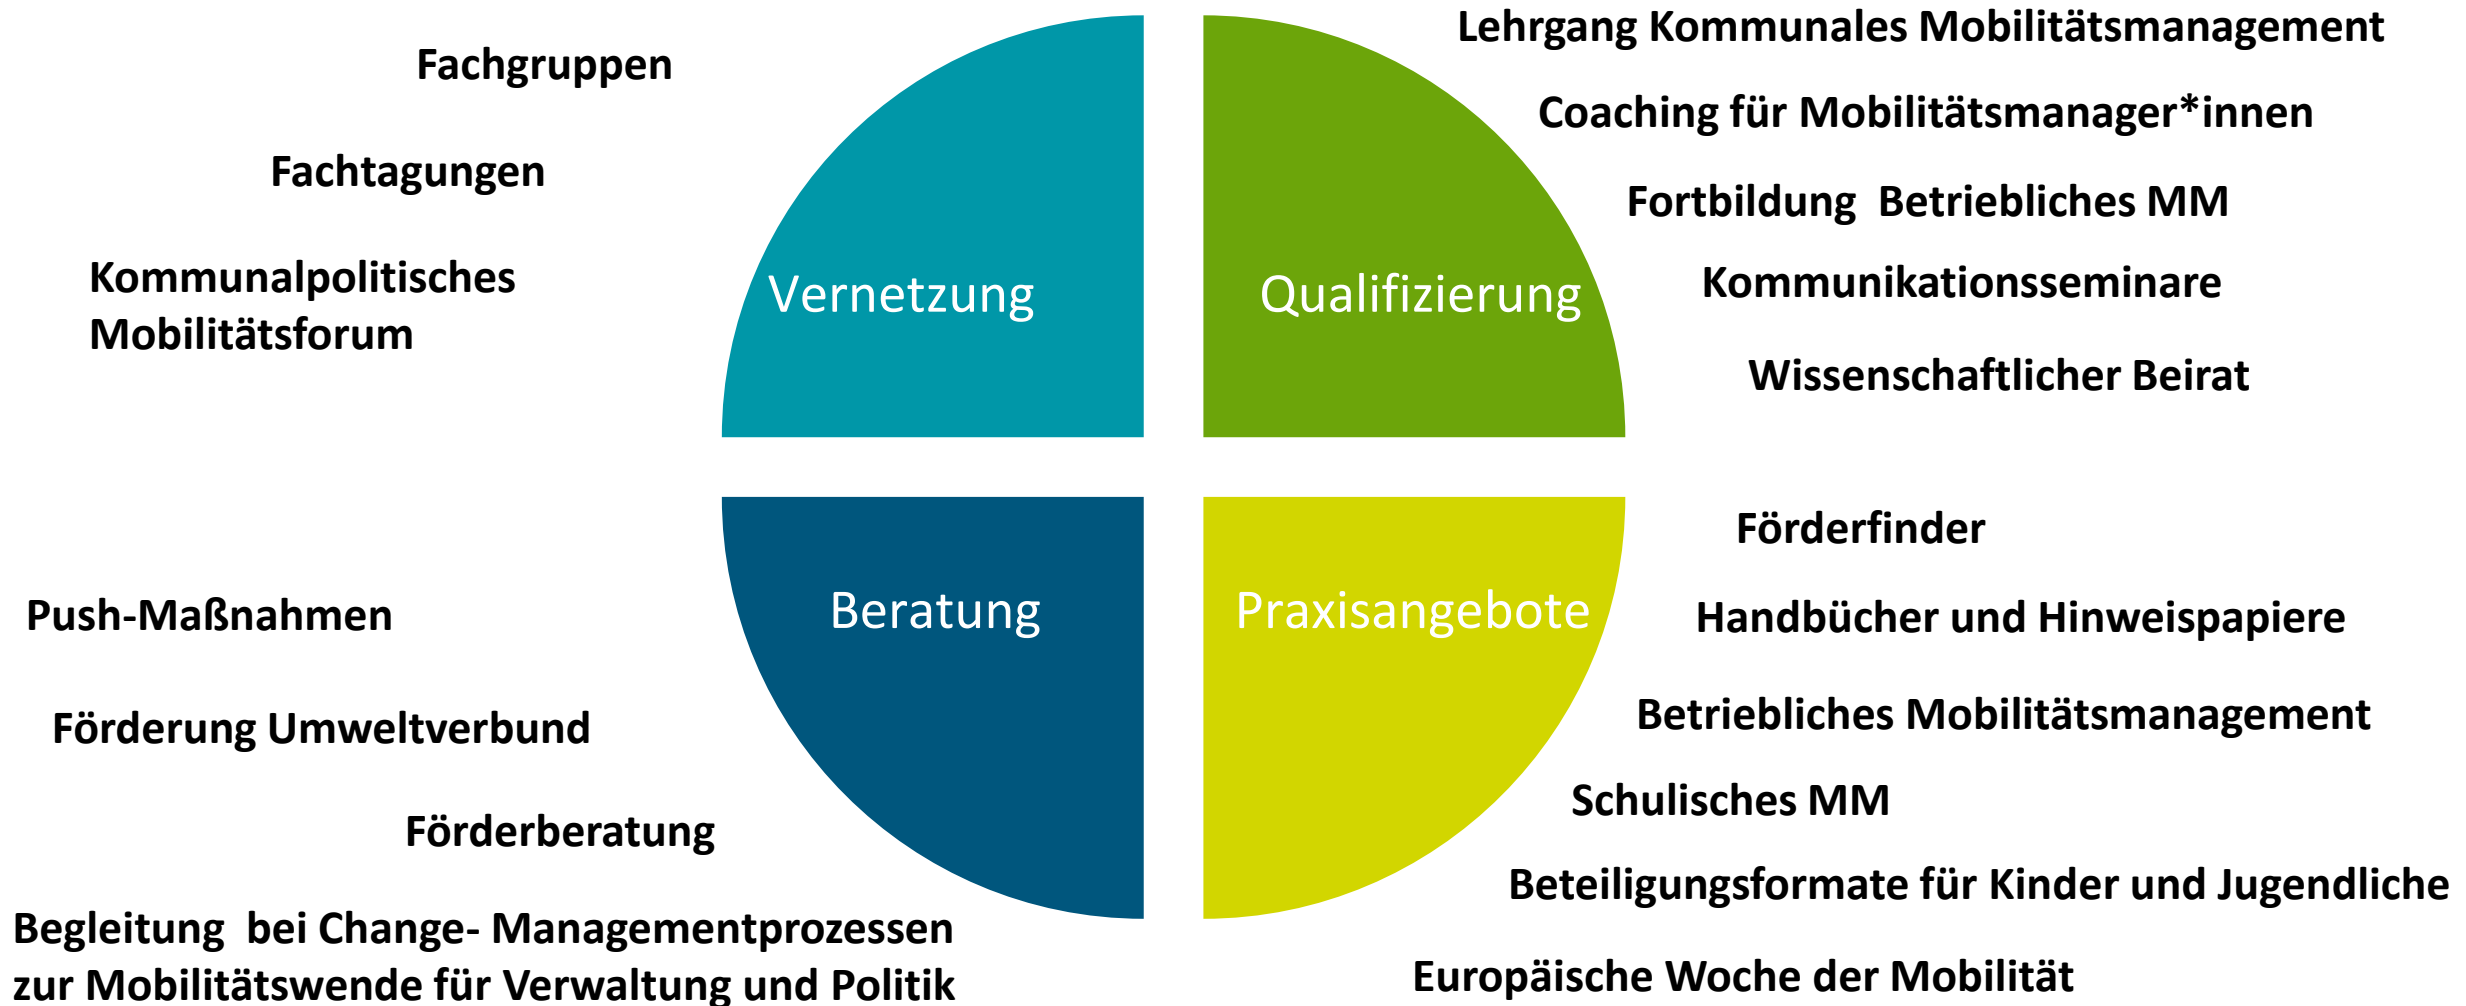 Fachgruppen
Fachtagungen
Kommunalpolitisches
Mobilitätsforum
Vernetzung
Lehrgang Kommunales Mobilitätsmanagement
Coaching für Mobilitätsmanager*innen
Fortbildung  Betriebliches MM
Kommunikationsseminare
Wissenschaftlicher Beirat
Qualifizierung
Push-Maßnahmen
Förderung Umweltverbund
Förderberatung
Begleitung  bei Change- Managementprozessen
zur Mobilitätswende für Verwaltung und Politik
Beratung
Praxisangebote
Förderfinder
Handbücher und Hinweispapiere
Betriebliches Mobilitätsmanagement
Schulisches MM
Beteiligungsformate für Kinder und Jugendliche
Europäische Woche der Mobilität